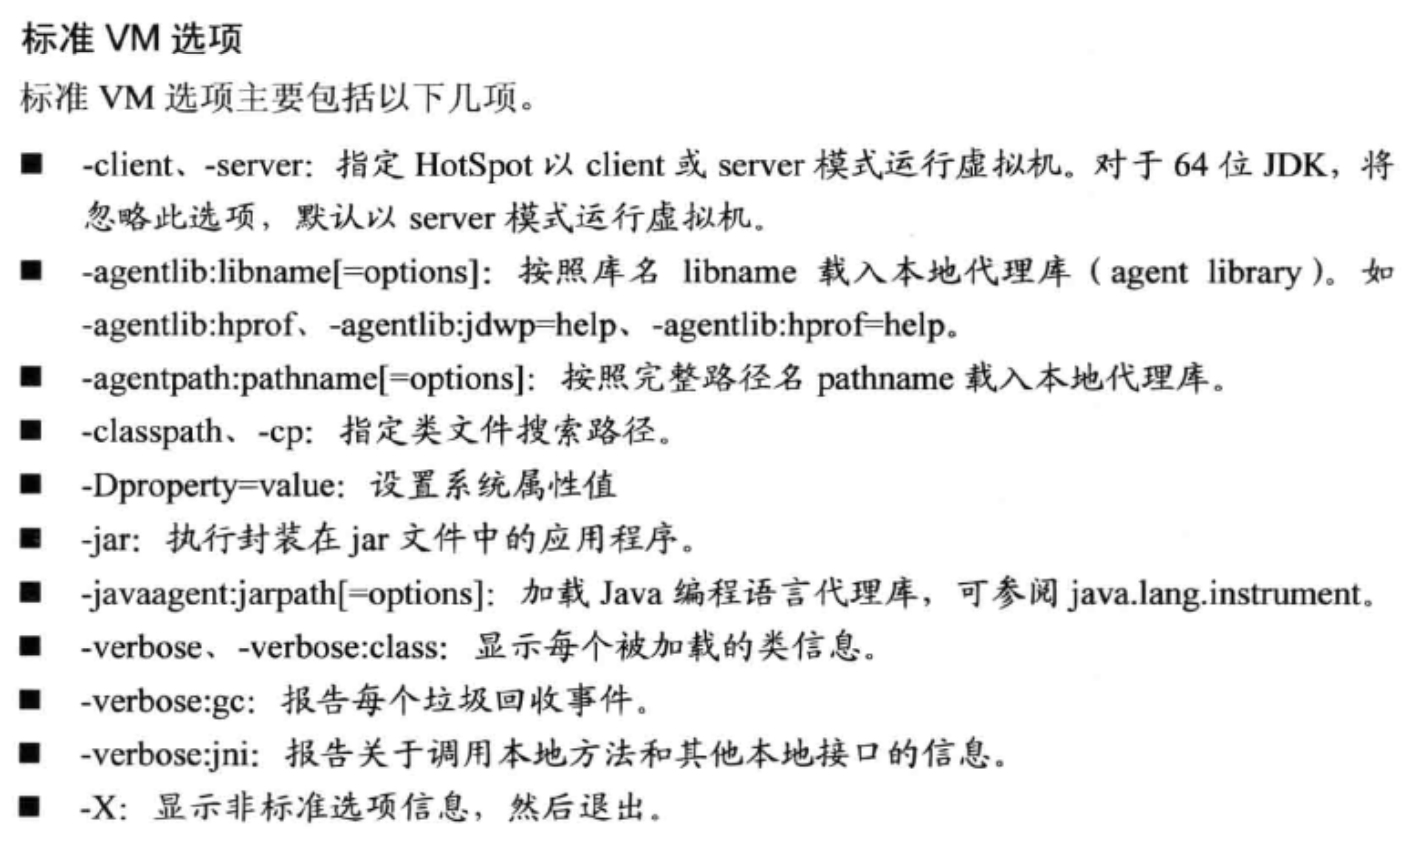 标准 VM 选项
标准 VM 选项主要包括以下几项。
■ -client、-server：指定 HotSpot 以 client 或 server 模式运行虚拟机。对于 64 位 JDK，将
忽略此选项，默认以 server 模式运行虚拟机。
■ -agentlib:libname[=options]：按照库名 libname 载入本地代理库（agent library）。如
-agentlib:hprof、-agentlib:jdwp=help、-agentlib:hprof=help。
■ -agentpath:pathname[=options]：按照完整路径名 pathname 载入本地代理库。
■ -classpath、-cp：指定类文件搜索路径。
■ -Dproperty=value：设置系统属性值
■ -jar：执行封装在 jar 文件中的应用程序。
■ -javaagent:jarpath[=options]：加载 Java 编程语言代理库，可参阅 java.lang.instrument。
■ -verbose、-verbose:class：显示每个被加载的类信息。
■ -verbose:gc：报告每个垃圾回收事件。
■ -verbose:jni：报告关于调用本地方法和其他本地接口的信息。
■ -X：显示非标准选项信息，然后退出。